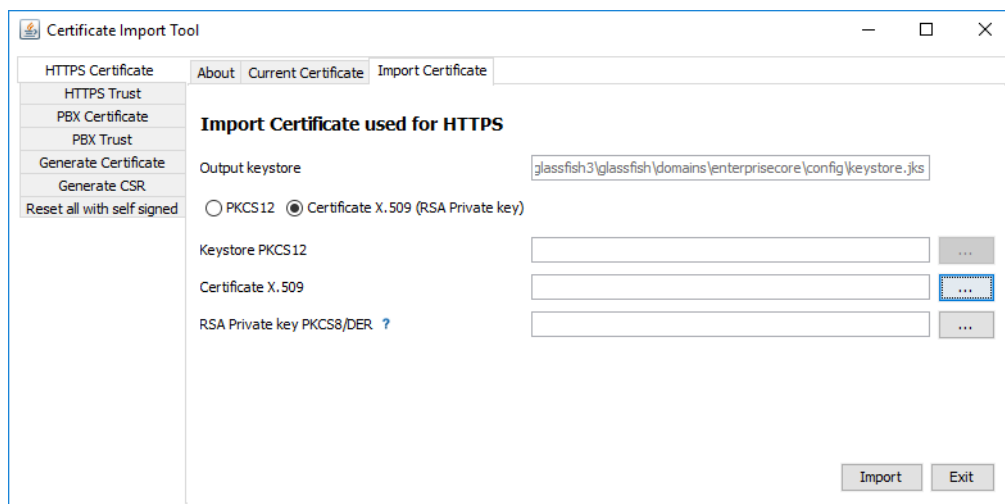 Certificate Import Tool
HTTPS Certificate
HTTPS Trust
PBX Certificate
PBX Trust
Generate Certificate
Generate CSR
Reset all with self signed
About Current Certificate Import Certificate
Import Certificate used for HTTPS
Output keystore glassfish3\glassfish\domains\enterprisecore\config\keystore.jks
PKCS12 Certificate X.509 (RSA Private key)
Keystore PKCS12 ...
Certificate X.509 ...
RSA Private key PKCS8/DER ? ...
Import Exit